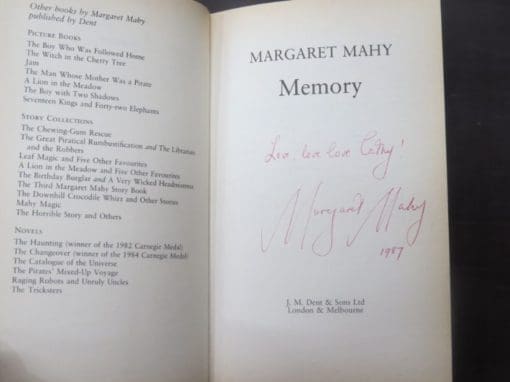 Other books by Margaret Mahy
published by Dent
PICTURE BOOKS
The Boy Who Was Followed Home
The Witch in the Cherry Tree
Jam
The Man Whose Mother Was a Pirate
A Lion in the Meadow
The Boy with Two Shadows
Seventeen Kings and Forty-two Elephants
STORY COLLECTIONS
The Chewing-Gum Rescue
The Great Piratical Rumbustification and The Librarian
and the Robbers
Leaf Magic and Five Other Favourites
A Lion in the Meadow and Five Other Favourites
The Birthday Burglar and A Very Wicked Headmistress
The Third Margaret Mahy Story Book
The Downhill Crocodile Whizz and Other Stories
Mahy Magic
The Horrible Story and Others
NOVELS
The Haunting (winner of the 1982 Carnegie Medal)
The Changeover (winner of the 1984 Carnegie Medal)
The Catalogue of the Universe
The Pirates' Mixed-Up Voyage
Raging Robots and Unruly Uncles
The Tricksters
MARGARET MAHY
Memory
Love, love love Cathy!
Margaret Mahy
1987
J. M. Dent & Sons Ltd
London & Melbourne